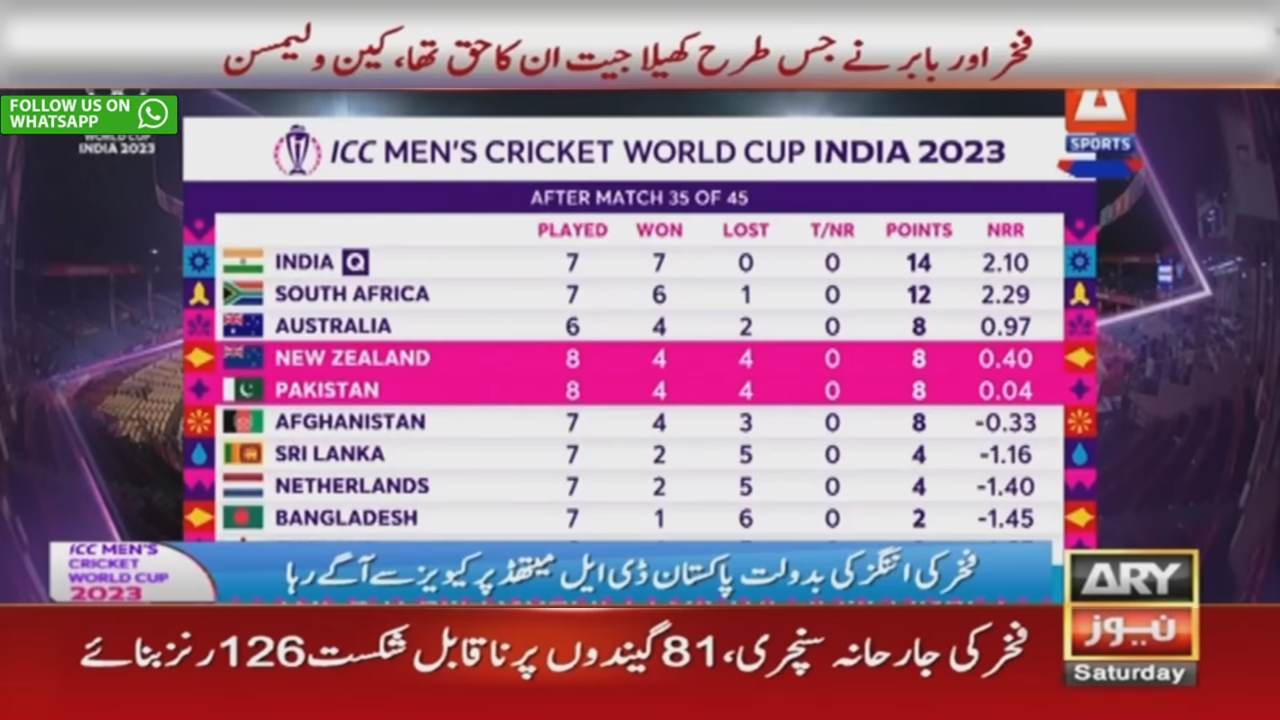 فخر اور بابر نے جس طرح کھیلا جیت ان کا حق تھا، کین ولیمسن
FOLLOW US ON
WHATSAPP
WORLD CUP
INDIA 2023
A
SPORTS
ICC MEN'S CRICKET WORLD CUP INDIA 2023
AFTER MATCH 35 OF 45
PLAYED WON LOST T/NR POINTS NRR
INDIA Q 7 7 0 0 14 2.10
SOUTH AFRICA 7 6 1 0 12 2.29
AUSTRALIA 6 4 2 0 8 0.97
NEW ZEALAND 8 4 4 0 8 0.40
PAKISTAN 8 4 4 0 8 0.04
AFGHANISTAN 7 4 3 0 8 -0.33
SRI LANKA 7 2 5 0 4 -1.16
NETHERLANDS 7 2 5 0 4 -1.40
BANGLADESH 7 1 6 0 2 -1.45
ICC MEN'S
CRICKET
WORLD CUP
2023
فخر کی اننگز کی بدولت پاکستان ڈی ایل میتھڈ پر کیویز سے آگے رہا
ARY
نیوز
Saturday
فخر کی جارحانہ سنچری، 81 گیندوں پر ناقابل شکست 126 رنز بنائے